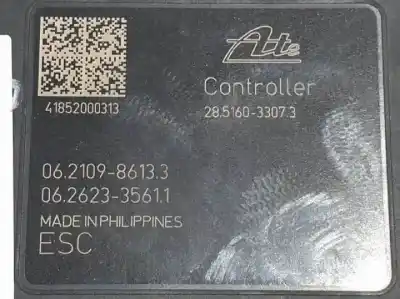 Ate
Controller
41852000313
28.5160-3307.3
06.2109-8613.3
06.2623-3561.1
MADE IN PHILIPPINES
ESC